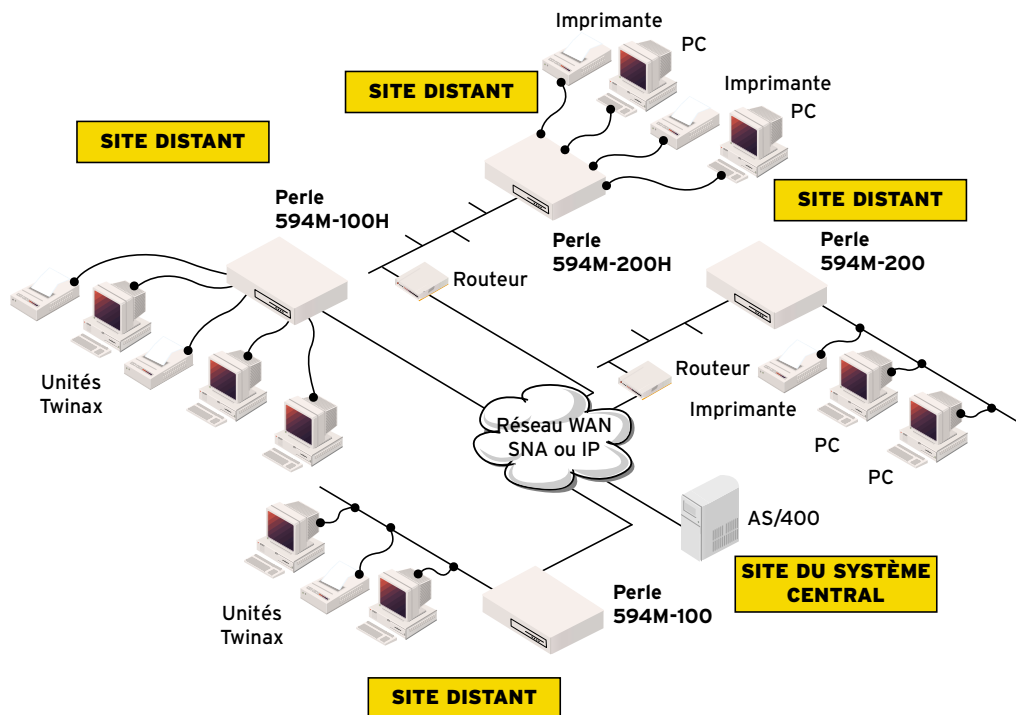 Imprimante
PC
Imprimante
PC
SITE DISTANT
SITE DISTANT
SITE DISTANT
Perle
594M-100H
Perle
594M-200H
Perle
594M-200
Routeur
Routeur
Unités
Twinax
Imprimante
PC
PC
Réseau WAN
SNA ou IP
AS/400
SITE DU SYSTÈME
CENTRAL
Perle
594M-100
Unités
Twinax
SITE DISTANT